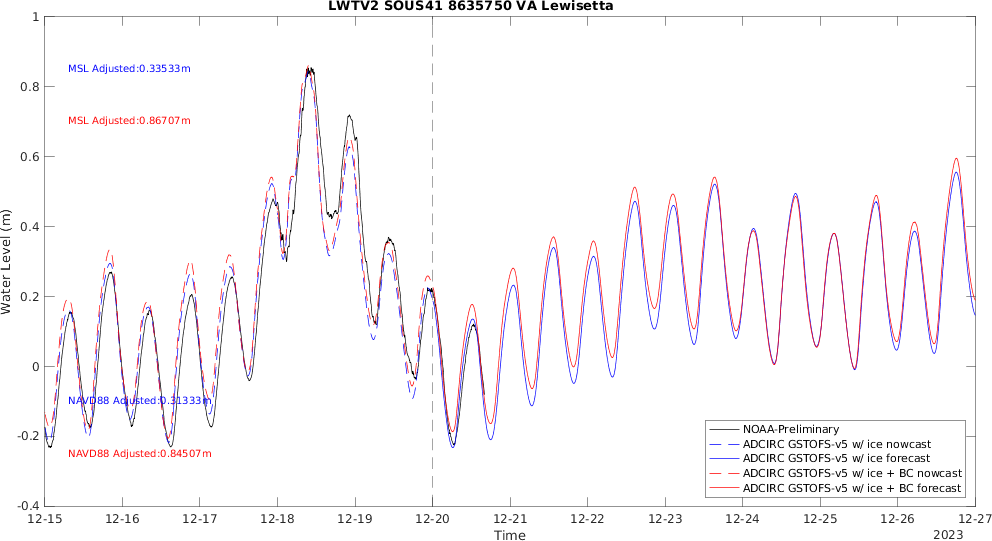 LWTV2 SOUS41 8635750 VA Lewisetta
Water Level (m)
1
0.8
0.6
0.4
0.2
0
-0.2
-0.4
MSL Adjusted:0.33533m
MSL Adjusted:0.86707m
NAVD88 Adjusted:0.31333m
NAVD88 Adjusted:0.84507m
NOAA-Preliminary
ADCIRC GSTOFS-v5 w/ ice nowcast
ADCIRC GSTOFS-v5 w/ ice forecast
ADCIRC GSTOFS-v5 w/ ice + BC nowcast
ADCIRC GSTOFS-v5 w/ ice + BC forecast
12-15 12-16 12-17 12-18 12-19 12-20 12-21 12-22 12-23 12-24 12-25 12-26 12-27
Time
2023